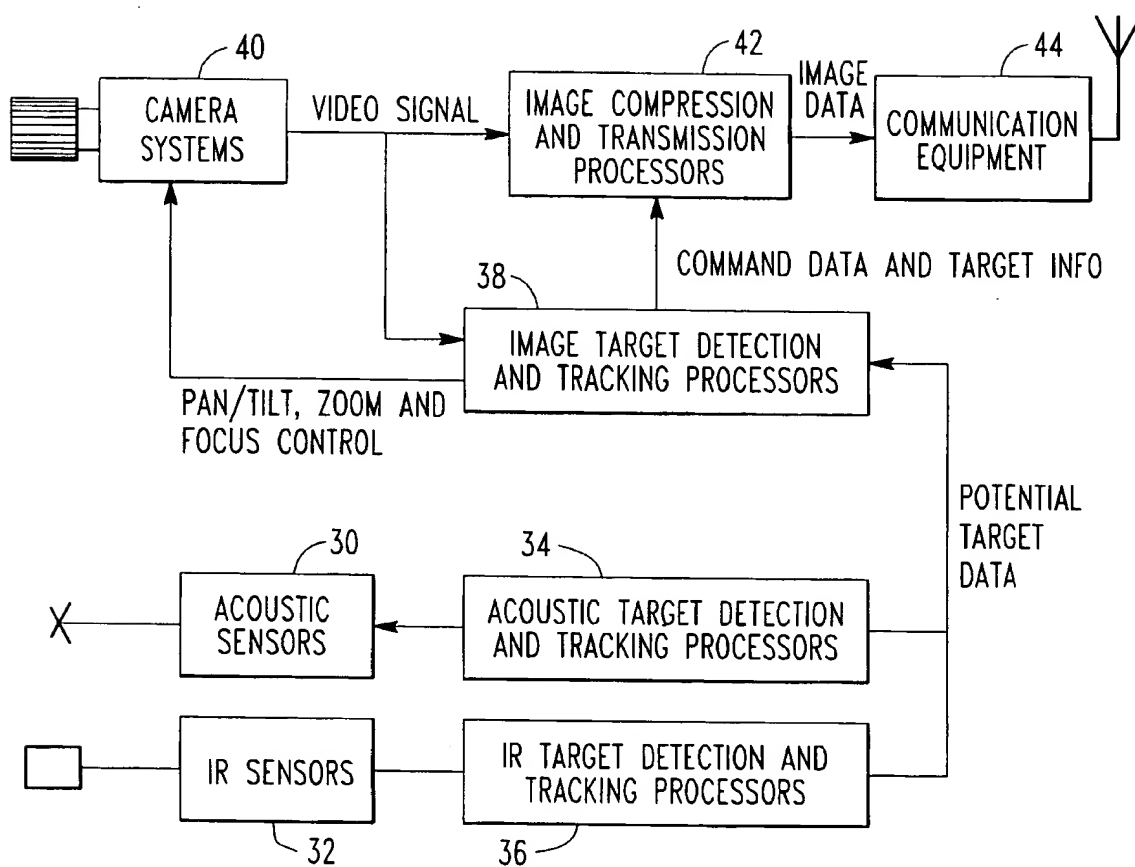 40
CAMERA
SYSTEMS
VIDEO SIGNAL
42
IMAGE COMPRESSION
AND TRANSMISSION
PROCESSORS
IMAGE
DATA
44
COMMUNICATION
EQUIPMENT
COMMAND DATA AND TARGET INFO
38
IMAGE TARGET DETECTION
AND TRACKING PROCESSORS
PAN/TILT, ZOOM AND
FOCUS CONTROL
POTENTIAL
TARGET
DATA
30
ACOUSTIC
SENSORS
34
ACOUSTIC TARGET DETECTION
AND TRACKING PROCESSORS
IR SENSORS
32
IR TARGET DETECTION AND
TRACKING PROCESSORS
36